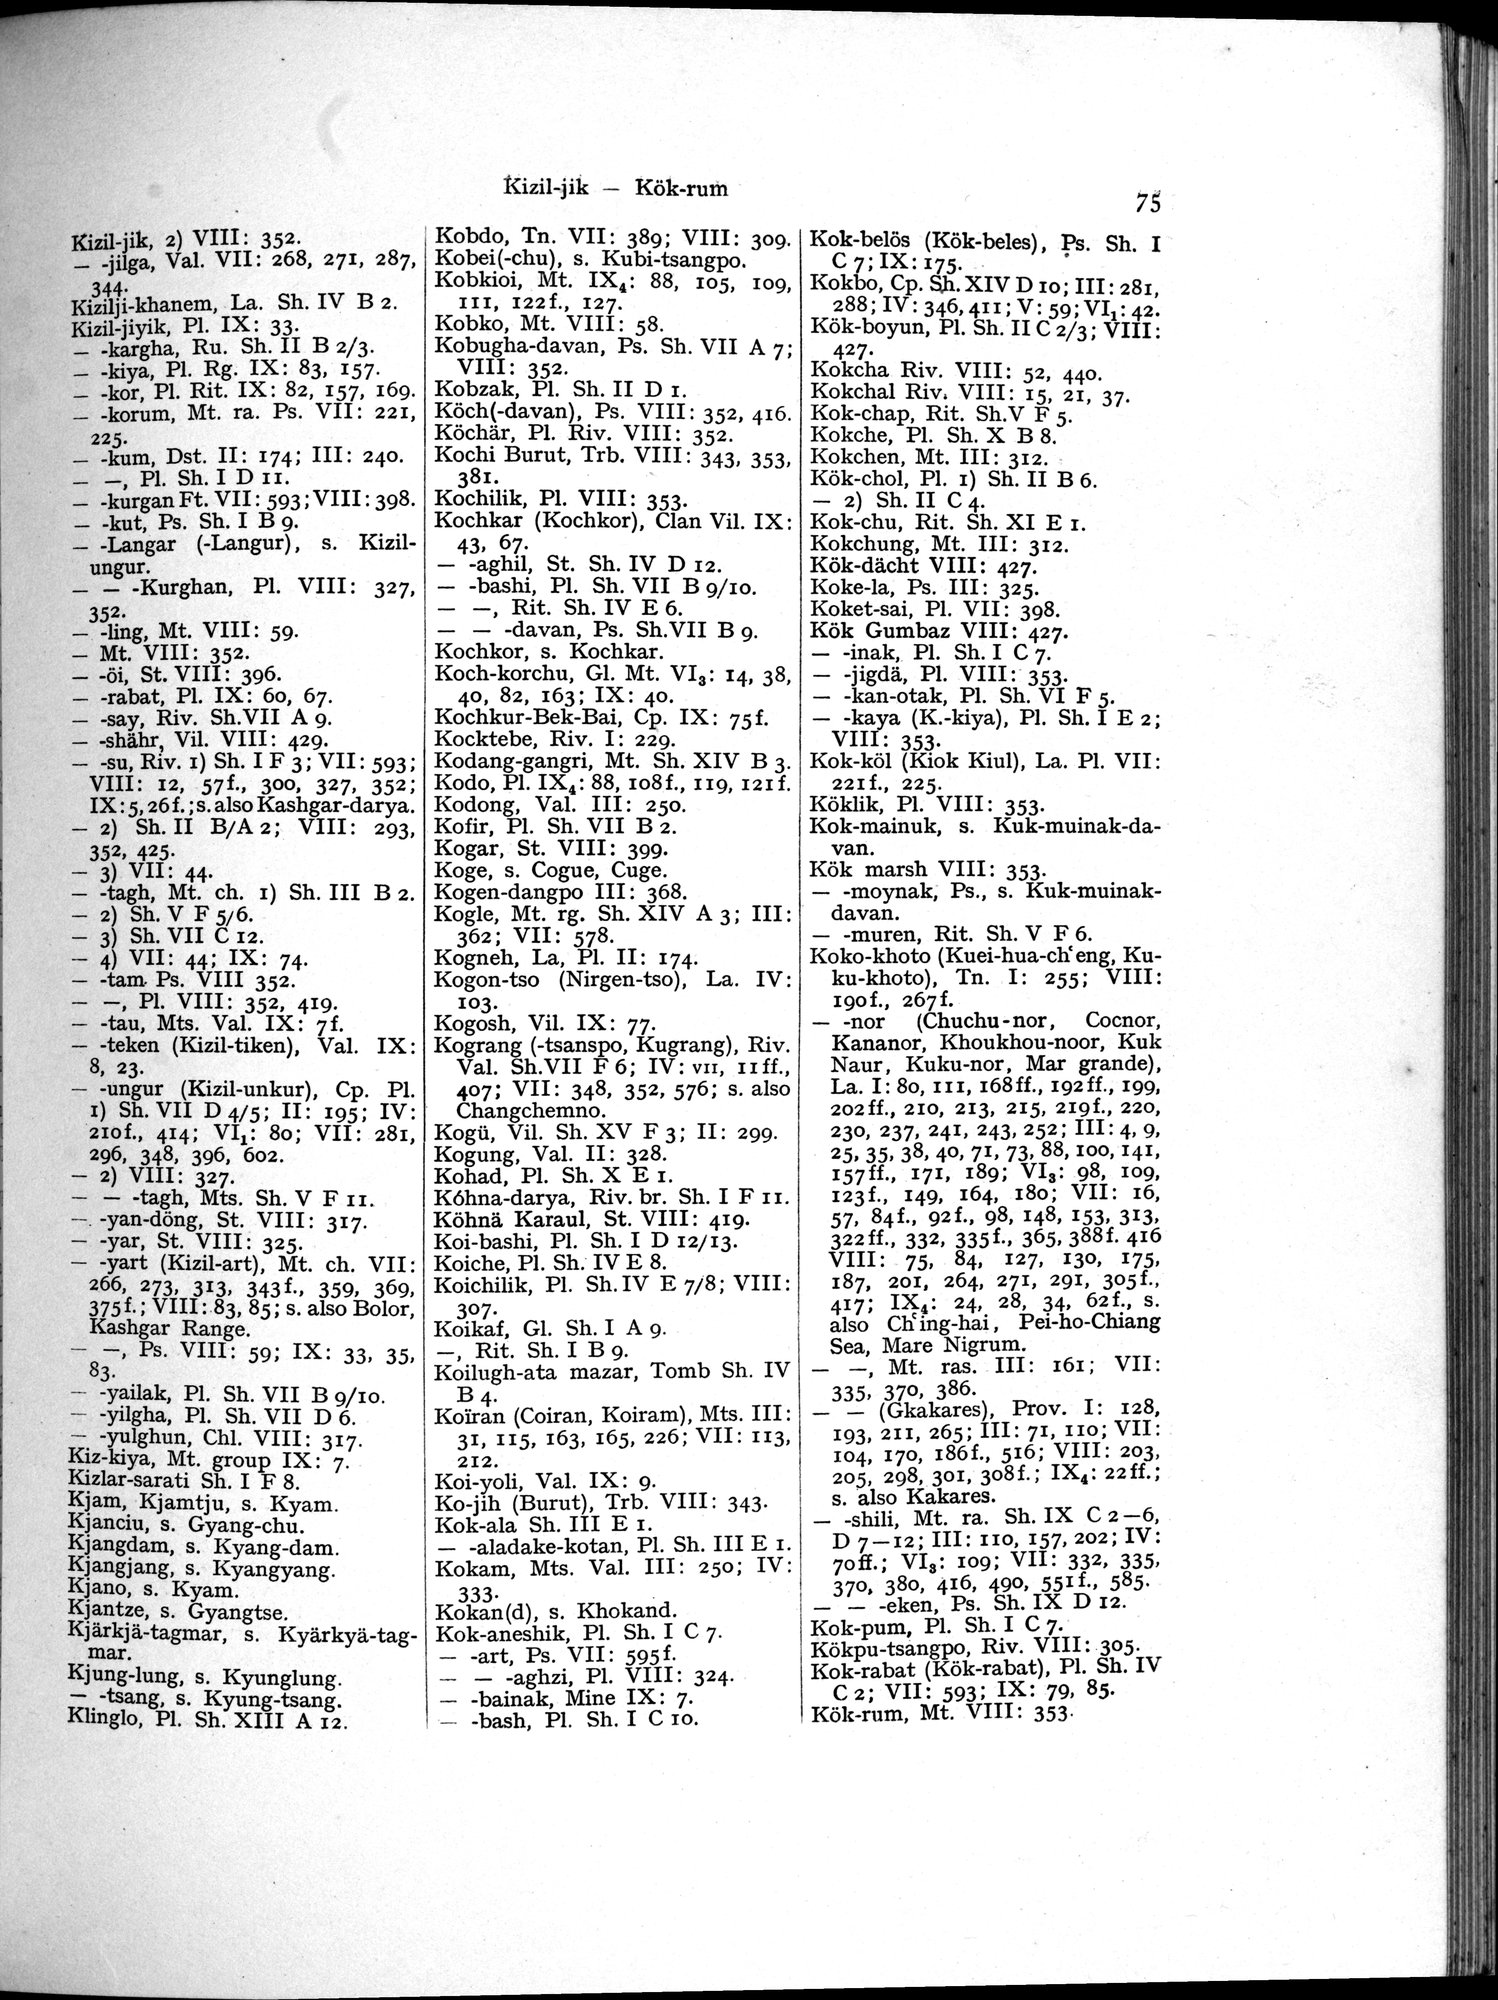 Kizil-jik — Kök-rum
75
Kizil-jik, 2) VIII: 352.
— -jilga, Val. VII: 268, 271, 287,
344.
Kizilji-khanem, La. Sh. IV B 2.
Kizil-jiyik, Pl. IX: 33.
— -kargha, Ru. Sh. II B 2/3.
— -kiya, Pl. Rg. IX: 83, 157.
— -kor, Pl. Rit. IX: 82, 157, 169.
— -korum, Mt. ra. Ps. VII: 221,
225.
— -kum, Dst. II: 174; III: 240.
— —, Pl. Sh. I D 11.
— -kurgan Ft. VII: 593; VIII: 398.
— -kut, Ps. Sh. I B 9.
— -Langar (-Langur), s. Kizil-
ungur.
— — -Kurghan, Pl. VIII: 327,
352.
— -ling, Mt. VIII: 59.
— Mt. VIII: 352.
— -öi, St. VIII: 396.
— -rabat, Pl. IX: 60, 67.
— -say, Riv. Sh. VII A 9.
— -shähr, Vil. VIII: 429.
— -su, Riv. 1) Sh. I F 3; VII: 593;
VIII: 12, 57f., 300, 327, 352;
IX: 5, 26f.; s. also Kashgar-darya.
— 2) Sh. II B/A 2; VIII: 293,
352, 425.
— 3) VII: 44.
— -tagh, Mt. ch. 1) Sh. III B 2.
— 2) Sh. V F 5/6.
— 3) Sh. VII C 12.
— 4) VII: 44; IX: 74.
— -tam. Ps. VIII 352.
— —, Pl. VIII: 352, 419.
— -tau, Mts. Val. IX: 7f.
— -teken (Kizil-tiken), Val. IX:
8, 23.
— -ungur (Kizil-unkur), Cp. Pl.
1) Sh. VII D 4/5; II: 195; IV:
210f., 414; VI₁: 80; VII: 281,
296, 348, 396, 602.
— 2) VIII: 327.
— — -tagh, Mts. Sh. V F 11.
— -yan-döng, St. VIII: 317.
— -yar, St. VIII: 325.
— -yart (Kizil-art), Mt. ch. VII:
266, 273, 313, 343f., 359, 369,
375f.; VIII: 83, 85; s. also Bolor,
Kashgar Range.
— —, Ps. VIII: 59; IX: 33, 35,
83.
— -yailak, Pl. Sh. VII B 9/10.
— -yilgha, Pl. Sh. VII D 6.
— -yulghun, Chl. VIII: 317.
Kiz-kiya, Mt. group IX: 7.
Kizlar-sarati Sh. I F 8.
Kjam, Kjamtju, s. Kyam.
Kjanciu, s. Gyang-chu.
Kjangdam, s. Kyang-dam.
Kjangjang, s. Kyangyang.
Kjano, s. Kyam.
Kjantze, s. Gyangtse.
Kjärkjä-tagmar, s. Kyärkyä-tag-
mar.
Kjung-lung, s. Kyunglung.
— -tsang, s. Kyung-tsang.
Klinglo, Pl. Sh. XIII A 12.
Kobdo, Tn. VII: 389; VIII: 309.
Kobei(-chu), s. Kubi-tsangpo.
Kobkioi, Mt. IX₄: 88, 105, 109,
111, 122f., 127.
Kobko, Mt. VIII: 58.
Kobugha-davan, Ps. Sh. VII A 7;
VIII: 352.
Kobzak, Pl. Sh. II D 1.
Köch(-davan), Ps. VIII: 352, 416.
Köchär, Pl. Riv. VIII: 352.
Kochi Burut, Trb. VIII: 343, 353,
381.
Kochilik, Pl. VIII: 353.
Kochkar (Kochkor), Clan Vil. IX:
43, 67.
— -aghil, St. Sh. IV D 12.
— -bashi, Pl. Sh. VII B 9/10.
— —, Rit. Sh. IV E 6.
— — -davan, Ps. Sh. VII B 9.
Kochkor, s. Kochkar.
Koch-korchu, Gl. Mt. VI₃: 14, 38,
40, 82, 163; IX: 40.
Kochkur-Bek-Bai, Cp. IX: 75f.
Kocktebe, Riv. I: 229.
Kodang-gangri, Mt. Sh. XIV B 3.
Kodo, Pl. IX₄: 88, 108f., 119, 121f.
Kodong, Val. III: 250.
Kofir, Pl. Sh. VII B 2.
Kogar, St. VIII: 399.
Koge, s. Cogue, Cuge.
Kogen-dangpo III: 368.
Kogle, Mt. rg. Sh. XIV A 3; III:
362; VII: 578.
Kogneh, La, Pl. II: 174.
Kogon-tso (Nirgen-tso), La. IV:
103.
Kogosh, Vil. IX: 77.
Kograng (-tsanspo, Kugrang), Riv.
Val. Sh. VII F 6; IV: VII, 11ff.,
407; VII: 348, 352, 576; s. also
Changchemno.
Kogü, Vil. Sh. XV F 3; II: 299.
Kogung, Val. II: 328.
Kohad, Pl. Sh. X E 1.
Kóhna-darya, Riv. br. Sh. I F 11.
Köhnä Karaul, St. VIII: 419.
Koi-bashi, Pl. Sh. I D 12/13.
Koiche, Pl. Sh. IV E 8.
Koichilik, Pl. Sh. IV E 7/8; VIII:
307.
Koikaf, Gl. Sh. I A 9.
—, Rit. Sh. I B 9.
Koilugh-ata mazar, Tomb Sh. IV
B 4.
Koïran (Coiran, Koiram), Mts. III:
31, 115, 163, 165, 226; VII: 113,
212.
Koi-yoli, Val. IX: 9.
Ko-jih (Burut), Trb. VIII: 343.
Kok-ala Sh. III E 1.
— -aladake-kotan, Pl. Sh. III E 1.
Kokam, Mts. Val. III: 250; IV:
333.
Kokan(d), s. Khokand.
Kok-aneshik, Pl. Sh. I C 7.
— -art, Ps. VII: 595f.
— — -aghzi, Pl. VIII: 324.
— -bainak, Mine IX: 7.
— -bash, Pl. Sh. I C 10.
Kok-belös (Kök-beles), Ps. Sh. I
C 7; IX: 175.
Kokbo, Cp. Sh. XIV D 10; III: 281,
288; IV: 346, 411; V: 59; VI₁: 42.
Kök-boyun, Pl. Sh. II C 2/3; VIII:
427.
Kokcha Riv. VIII: 52, 440.
Kokchal Riv. VIII: 15, 21, 37.
Kok-chap, Rit. Sh. V F 5.
Kokche, Pl. Sh. X B 8.
Kokchen, Mt. III: 312.
Kök-chol, Pl. 1) Sh. II B 6.
— 2) Sh. II C 4.
Kok-chu, Rit. Sh. XI E 1.
Kokchung, Mt. III: 312.
Kök-dächt VIII: 427.
Koke-la, Ps. III: 325.
Koket-sai, Pl. VII: 398.
Kök Gumbaz VIII: 427.
— -inak, Pl. Sh. I C 7.
— -jigdä, Pl. VIII: 353.
— -kan-otak, Pl. Sh. VI F 5.
— -kaya (K.-kiya), Pl. Sh. I E 2;
VIII: 353.
Kok-köl (Kiok Kiul), La. Pl. VII:
221f., 225.
Köklik, Pl. VIII: 353.
Kok-mainuk, s. Kuk-muinak-da-
van.
Kök marsh VIII: 353.
— -moynak, Ps., s. Kuk-muinak-
davan.
— -muren, Rit. Sh. V F 6.
Koko-khoto (Kuei-hua-chʿeng, Ku-
ku-khoto), Tn. I: 255; VIII:
190f., 267f.
— -nor (Chuchu-nor, Cocnor,
Kananor, Khoukhou-noor, Kuk
Naur, Kuku-nor, Mar grande),
La. I: 80, 111, 168ff., 192ff., 199,
202ff., 210, 213, 215, 219f., 220,
230, 237, 241, 243, 252; III: 4, 9,
25, 35, 38, 40, 71, 73, 88, 100, 141,
157ff., 171, 189; VI₃: 98, 109,
123f., 149, 164, 180; VII: 16,
57, 84f., 92f., 98, 148, 153, 313,
322ff., 332, 335f., 365, 388f. 416
VIII: 75, 84, 127, 130, 175,
187, 201, 264, 271, 291, 305f.,
417; IX₄: 24, 28, 34, 62f., s.
also Chʿing-hai, Pei-ho-Chiang
Sea, Mare Nigrum.
— —, Mt. ras. III: 161; VII:
335, 370, 386.
— — (Gkakares), Prov. I: 128,
193, 211, 265; III: 71, 110; VII:
104, 170, 186f., 516; VIII: 203,
205, 298, 301, 308f.; IX₄: 22ff.;
s. also Kakares.
— -shili, Mt. ra. Sh. IX C 2—6,
D 7—12; III: 110, 157, 202; IV:
70ff.; VI₃: 109; VII: 332, 335,
370, 380, 416, 490, 551f., 585.
— — -eken, Ps. Sh. IX D 12.
Kok-pum, Pl. Sh. I C 7.
Kökpu-tsangpo, Riv. VIII: 305.
Kok-rabat (Kök-rabat), Pl. Sh. IV
C 2; VII: 593; IX: 79, 85.
Kök-rum, Mt. VIII: 353.